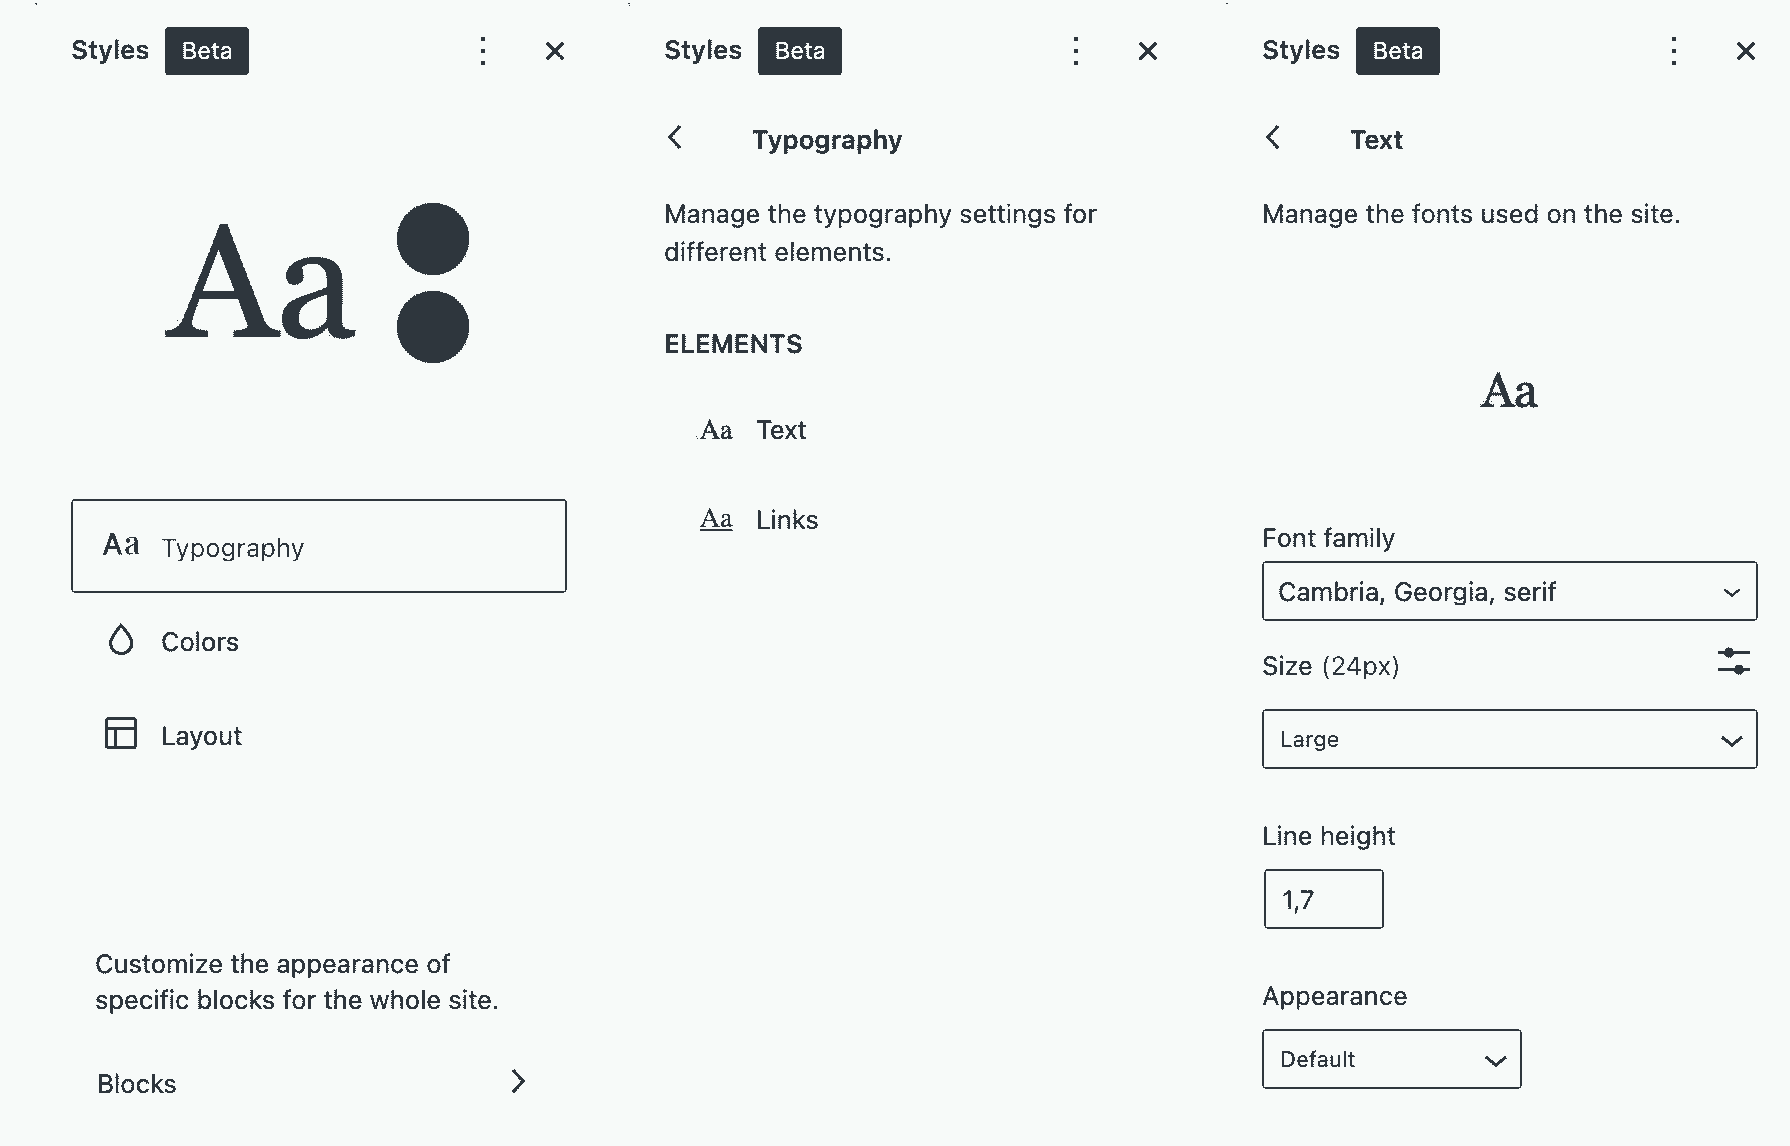 Styles Beta
Aa
Aa Typography
Colors
Layout
Customize the appearance of
specific blocks for the whole site.
Blocks
Styles Beta
Typography
Manage the typography settings for
different elements.
ELEMENTS
Aa Text
Aa Links
Styles Beta
Text
Manage the fonts used on the site.
Aa
Font family
Cambria, Georgia, serif
Size (24px)
Large
Line height
1,7
Appearance
Default